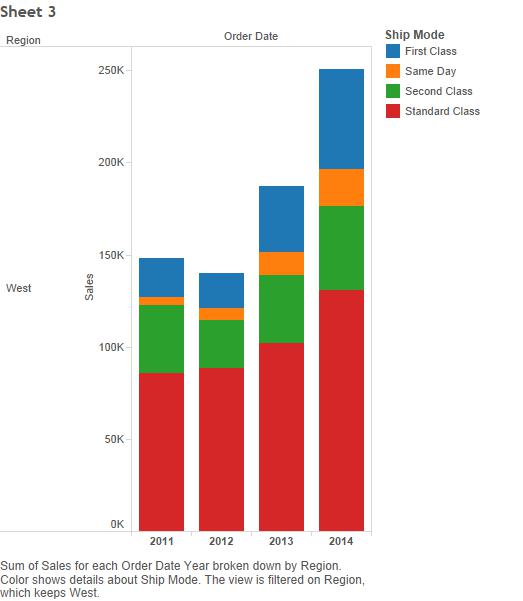 Sheet 3
Region
Order Date
Ship Mode
First Class
Same Day
Second Class
Standard Class
250K
200K
150K
West
Sales
100K
50K
0K
2011 2012 2013 2014
Sum of Sales for each Order Date Year broken down by Region.
Color shows details about Ship Mode. The view is filtered on Region,
which keeps West.